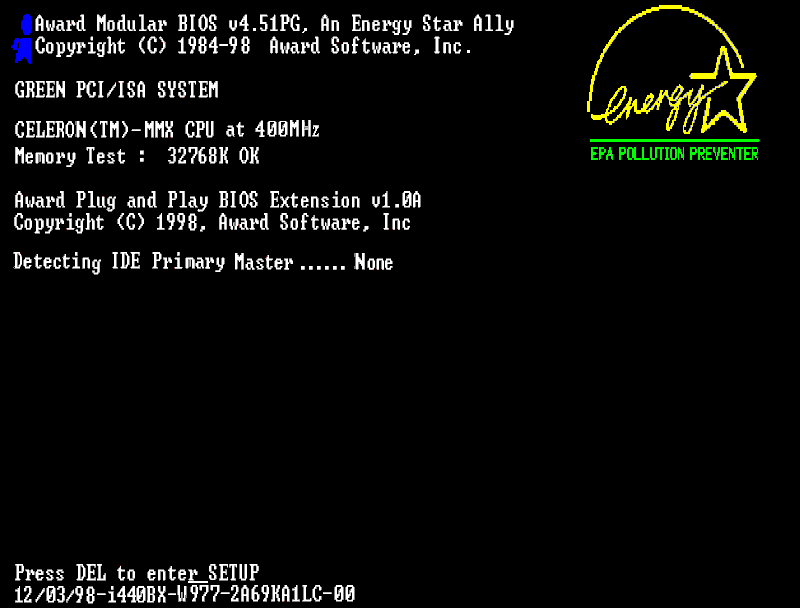 Award Modular BIOS v4.51PG, An Energy Star Ally
Copyright (C) 1984-98 Award Software, Inc.
energy
EPA POLLUTION PREVENTER
GREEN PCI/ISA SYSTEM
CELERON(TM)-MMX CPU at 400MHz
Memory Test : 32768K OK
Award Plug and Play BIOS Extension v1.0A
Copyright (C) 1998, Award Software, Inc
Detecting IDE Primary Master ...... None
Press DEL to enter SETUP
12/03/98-i440BX-W977-2A69KA1LC-00